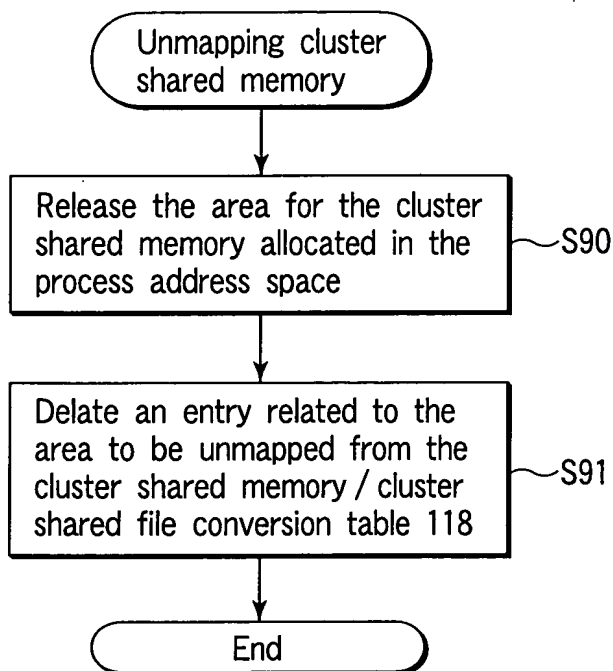 Unmapping cluster
shared memory
Release the area for the cluster
shared memory allocated in the
process address space
S90
Delate an entry related to the
area to be unmapped from the
cluster shared memory / cluster
shared file conversion table 118
S91
End